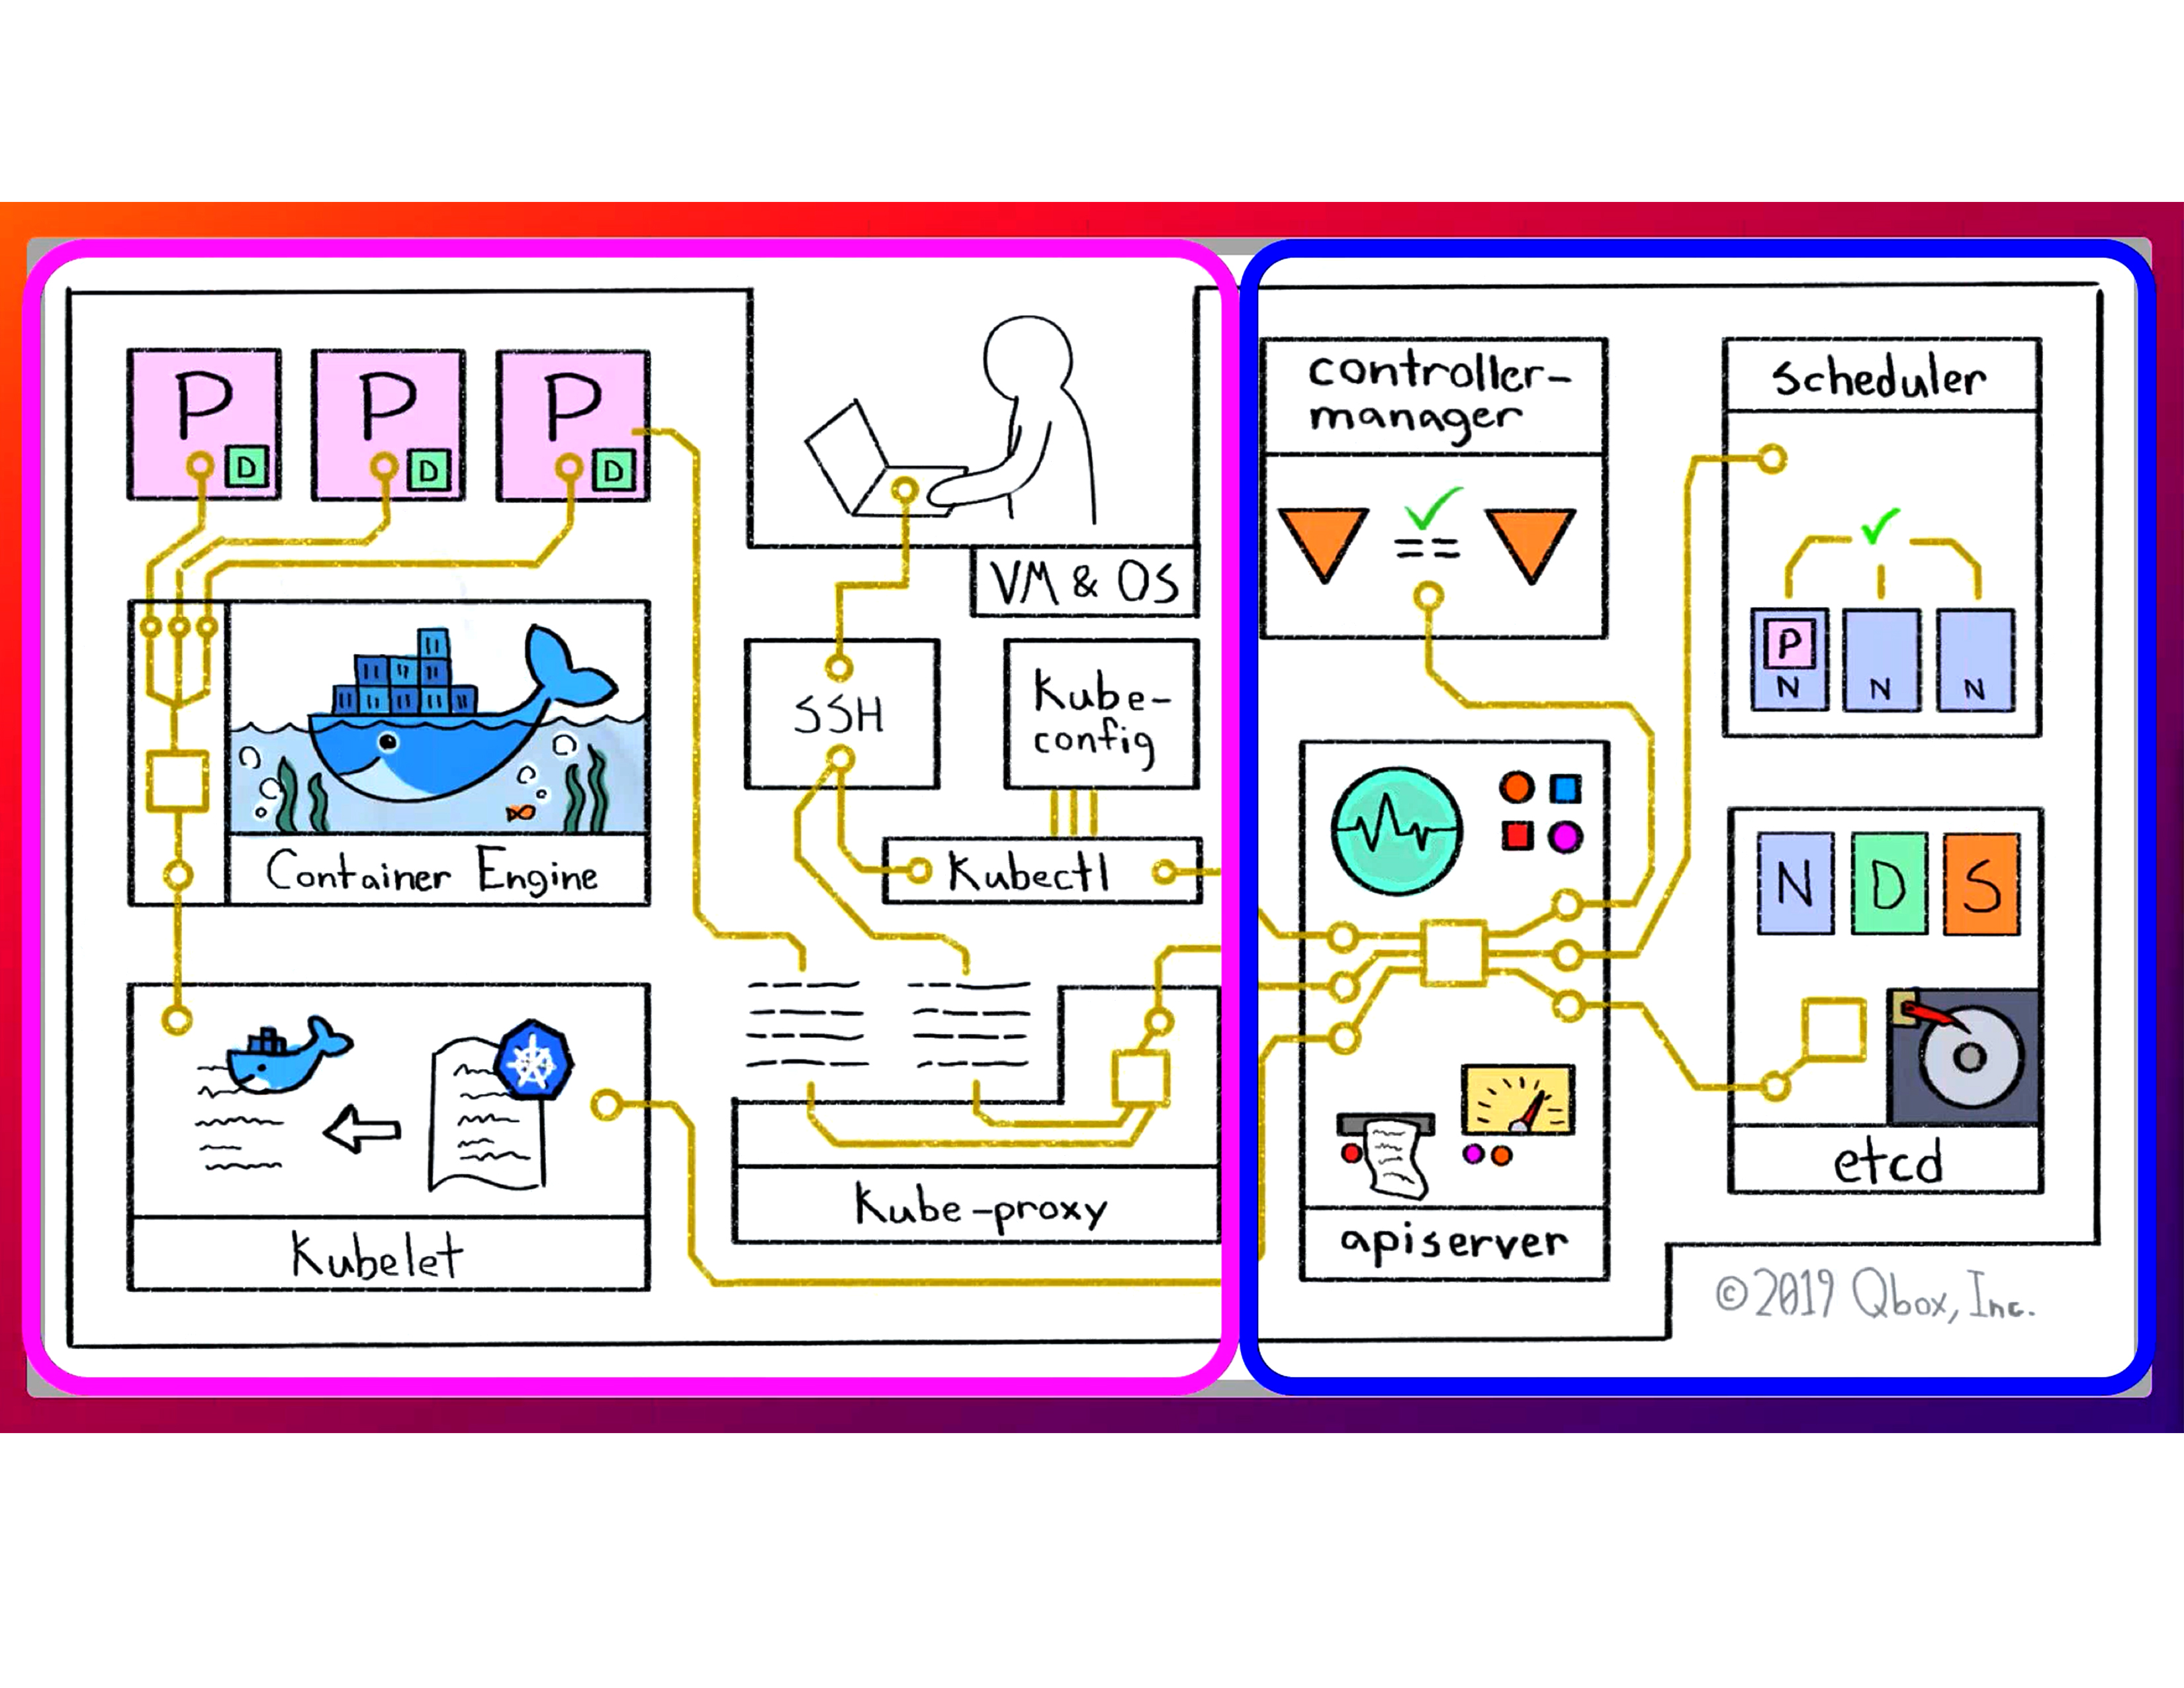 P
D
P
D
P
D
VM & OS
SSH
Kube-
config
Kubectl
Container Engine
Kubelet
Kube-proxy
controller-
manager
==
scheduler
P
N
N
N
N
D
S
etcd
apiserver
©2019 Qbox, Inc.